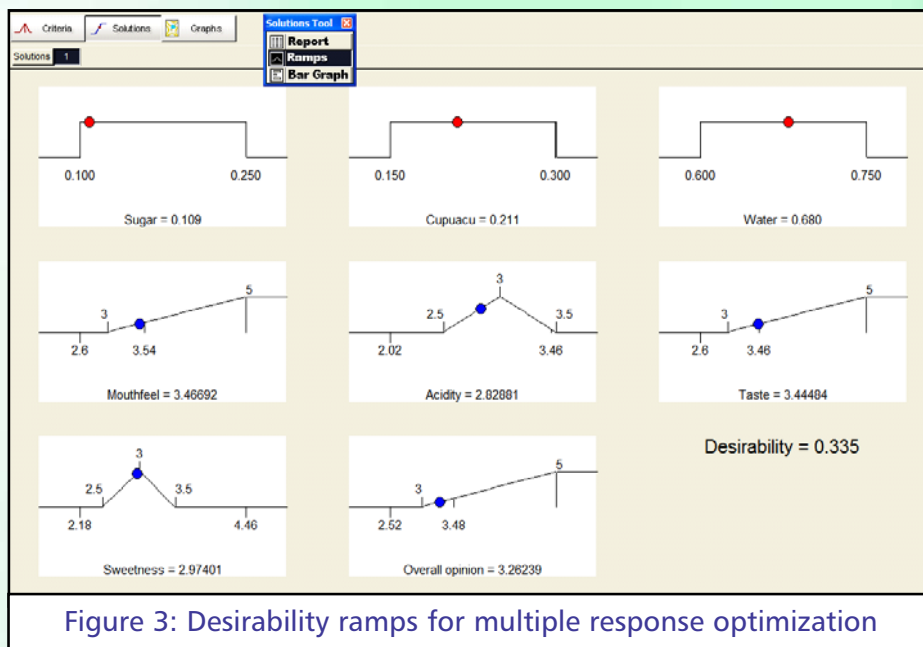 Criteria Solutions Graphs
Solutions Tool
Report
Ramps
Bar Graph
Solutions 1
0.100 0.250
Sugar = 0.109
0.150 0.300
Cupuacu = 0.211
0.600 0.750
Water = 0.680
3 5
2.6 3.54
Mouthfeel = 3.46692
3
2.5 3.5
2.02 3.46
Acidity = 2.82881
3 5
2.6 3.46
Taste = 3.44484
3
2.5 3.5
2.18 4.46
Sweetness = 2.97401
3 5
2.52 3.48
Overall opinion = 3.26239
Desirability = 0.335
Figure 3: Desirability ramps for multiple response optimization